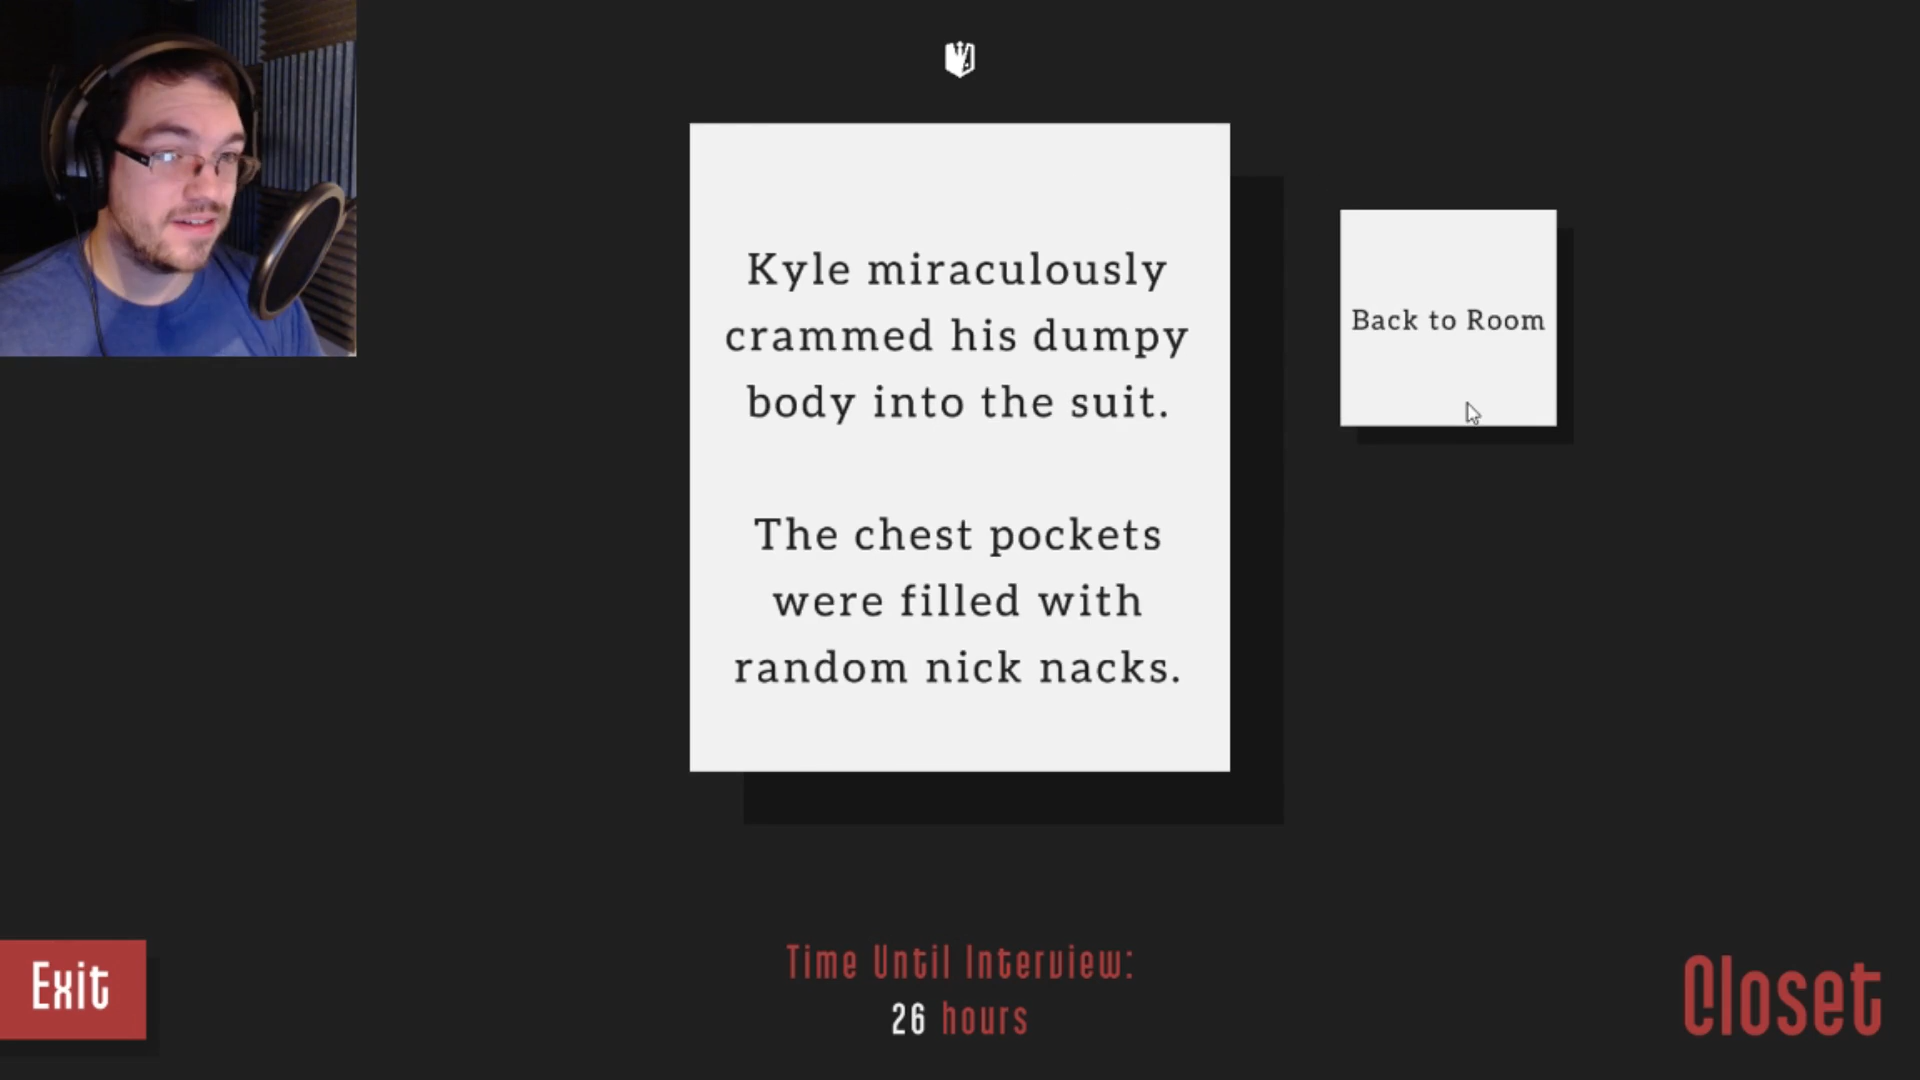 Kyle miraculously
crammed his dumpy
body into the suit.
The chest pockets
were filled with
random nick nacks.
Back to Room
Exit
Time Until Interview:
26 hours
Closet